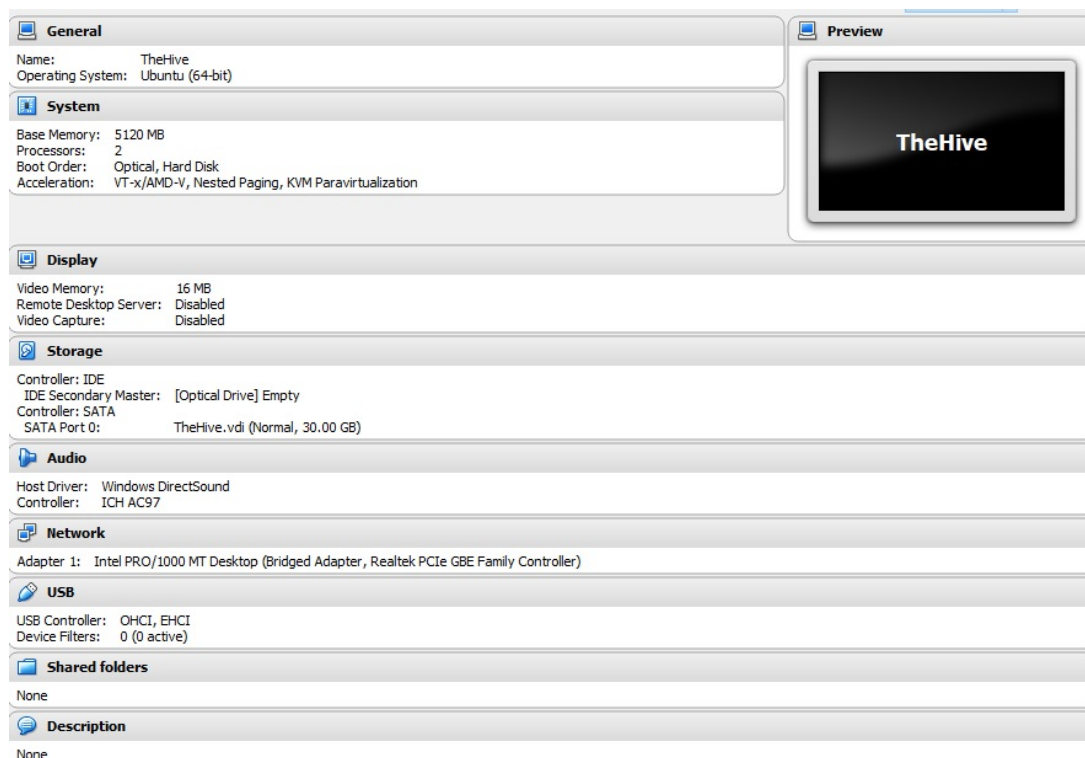 General
Name: TheHive
Operating System: Ubuntu (64-bit)
System
Base Memory: 5120 MB
Processors: 2
Boot Order: Optical, Hard Disk
Acceleration: VT-x/AMD-V, Nested Paging, KVM Paravirtualization
Preview
TheHive
Display
Video Memory: 16 MB
Remote Desktop Server: Disabled
Video Capture: Disabled
Storage
Controller: IDE
IDE Secondary Master: [Optical Drive] Empty
Controller: SATA
SATA Port 0: TheHive.vdi (Normal, 30.00 GB)
Audio
Host Driver: Windows DirectSound
Controller: ICH AC97
Network
Adapter 1: Intel PRO/1000 MT Desktop (Bridged Adapter, Realtek PCIe GBE Family Controller)
USB
USB Controller: OHCI, EHCI
Device Filters: 0 (0 active)
Shared folders
None
Description
None